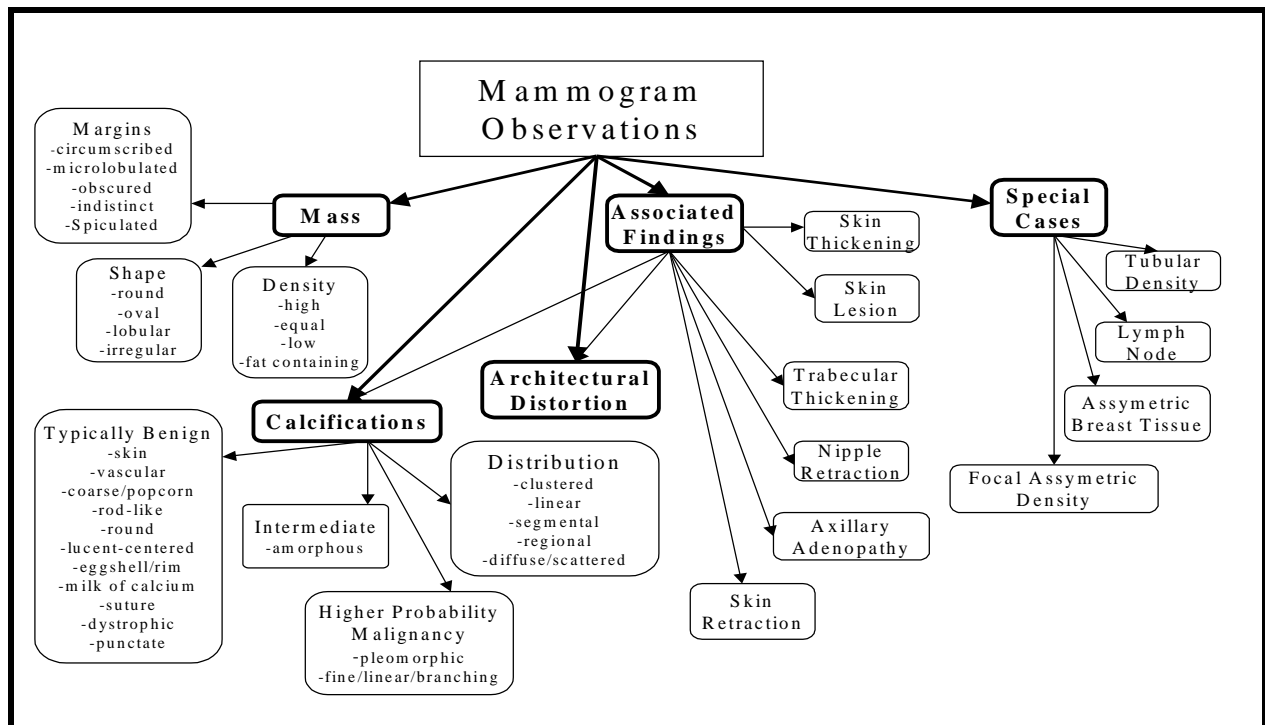 Mammogram
Observations
Margins
-circumscribed
-microlobulated
-obscured
-indistinct
-Spiculated
Mass
Shape
-round
-oval
-lobular
-irregular
Density
-high
-equal
-low
-fat containing
Associated
Findings
Skin
Thickening
Skin
Lesion
Special
Cases
Tubular
Density
Lymph
Node
Assymetric
Breast Tissue
Focal Assymetric
Density
Architectural
Distortion
Trabecular
Thickening
Nipple
Retraction
Axillary
Adenopathy
Skin
Retraction
Calcifications
Typically Benign
-skin
-vascular
-coarse/popcorn
-rod-like
-round
-lucent-centered
-eggshell/rim
-milk of calcium
-suture
-dystrophic
-punctate
Intermediate
-amorphous
Distribution
-clustered
-linear
-segmental
-regional
-diffuse/scattered
Higher Probability
Malignancy
-pleomorphic
-fine/linear/branching